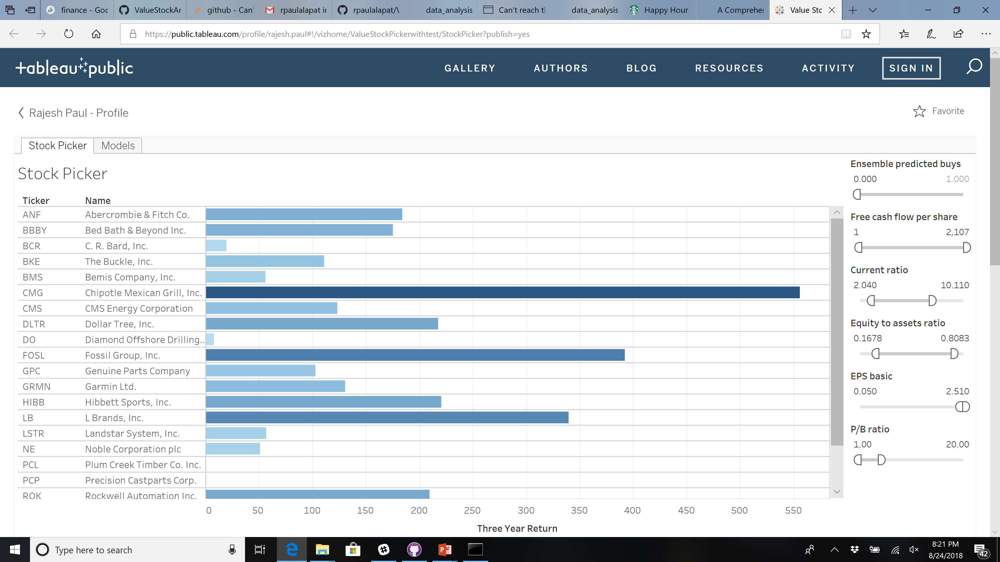 finance - Goo
ValueStockAr
github - Can'
rpaulalapat in
rpaulalapat/V
data_analysis
Can't reach th
data_analysis
Happy Hour
A Compreher
Value Stc
https://public.tableau.com/profile/rajesh.paul#!/vizhome/ValueStockPickerwithtest/StockPicker?publish=yes
tableau public
GALLERY AUTHORS BLOG RESOURCES ACTIVITY SIGN IN
Rajesh Paul - Profile
Favorite
Stock Picker Models
Stock Picker
Ticker Name
ANF Abercrombie & Fitch Co.
BBBY Bed Bath & Beyond Inc.
BCR C. R. Bard, Inc.
BKE The Buckle, Inc.
BMS Bemis Company, Inc.
CMG Chipotle Mexican Grill, Inc.
CMS CMS Energy Corporation
DLTR Dollar Tree, Inc.
DO Diamond Offshore Drilling..
FOSL Fossil Group, Inc.
GPC Genuine Parts Company
GRMN Garmin Ltd.
HIBB Hibbett Sports, Inc.
LB L Brands, Inc.
LSTR Landstar System, Inc.
NE Noble Corporation plc
PCL Plum Creek Timber Co. Inc.
PCP Precision Castparts Corp.
ROK Rockwell Automation Inc.
0 50 100 150 200 250 300 350 400 450 500 550
Three Year Return
Ensemble predicted buys
0.000 1.000
Free cash flow per share
1 2,107
Current ratio
2.040 10.110
Equity to assets ratio
0.1678 0.8083
EPS basic
0.050 2.510
P/B ratio
1.00 20.00
Type here to search
8:21 PM
8/24/2018
42